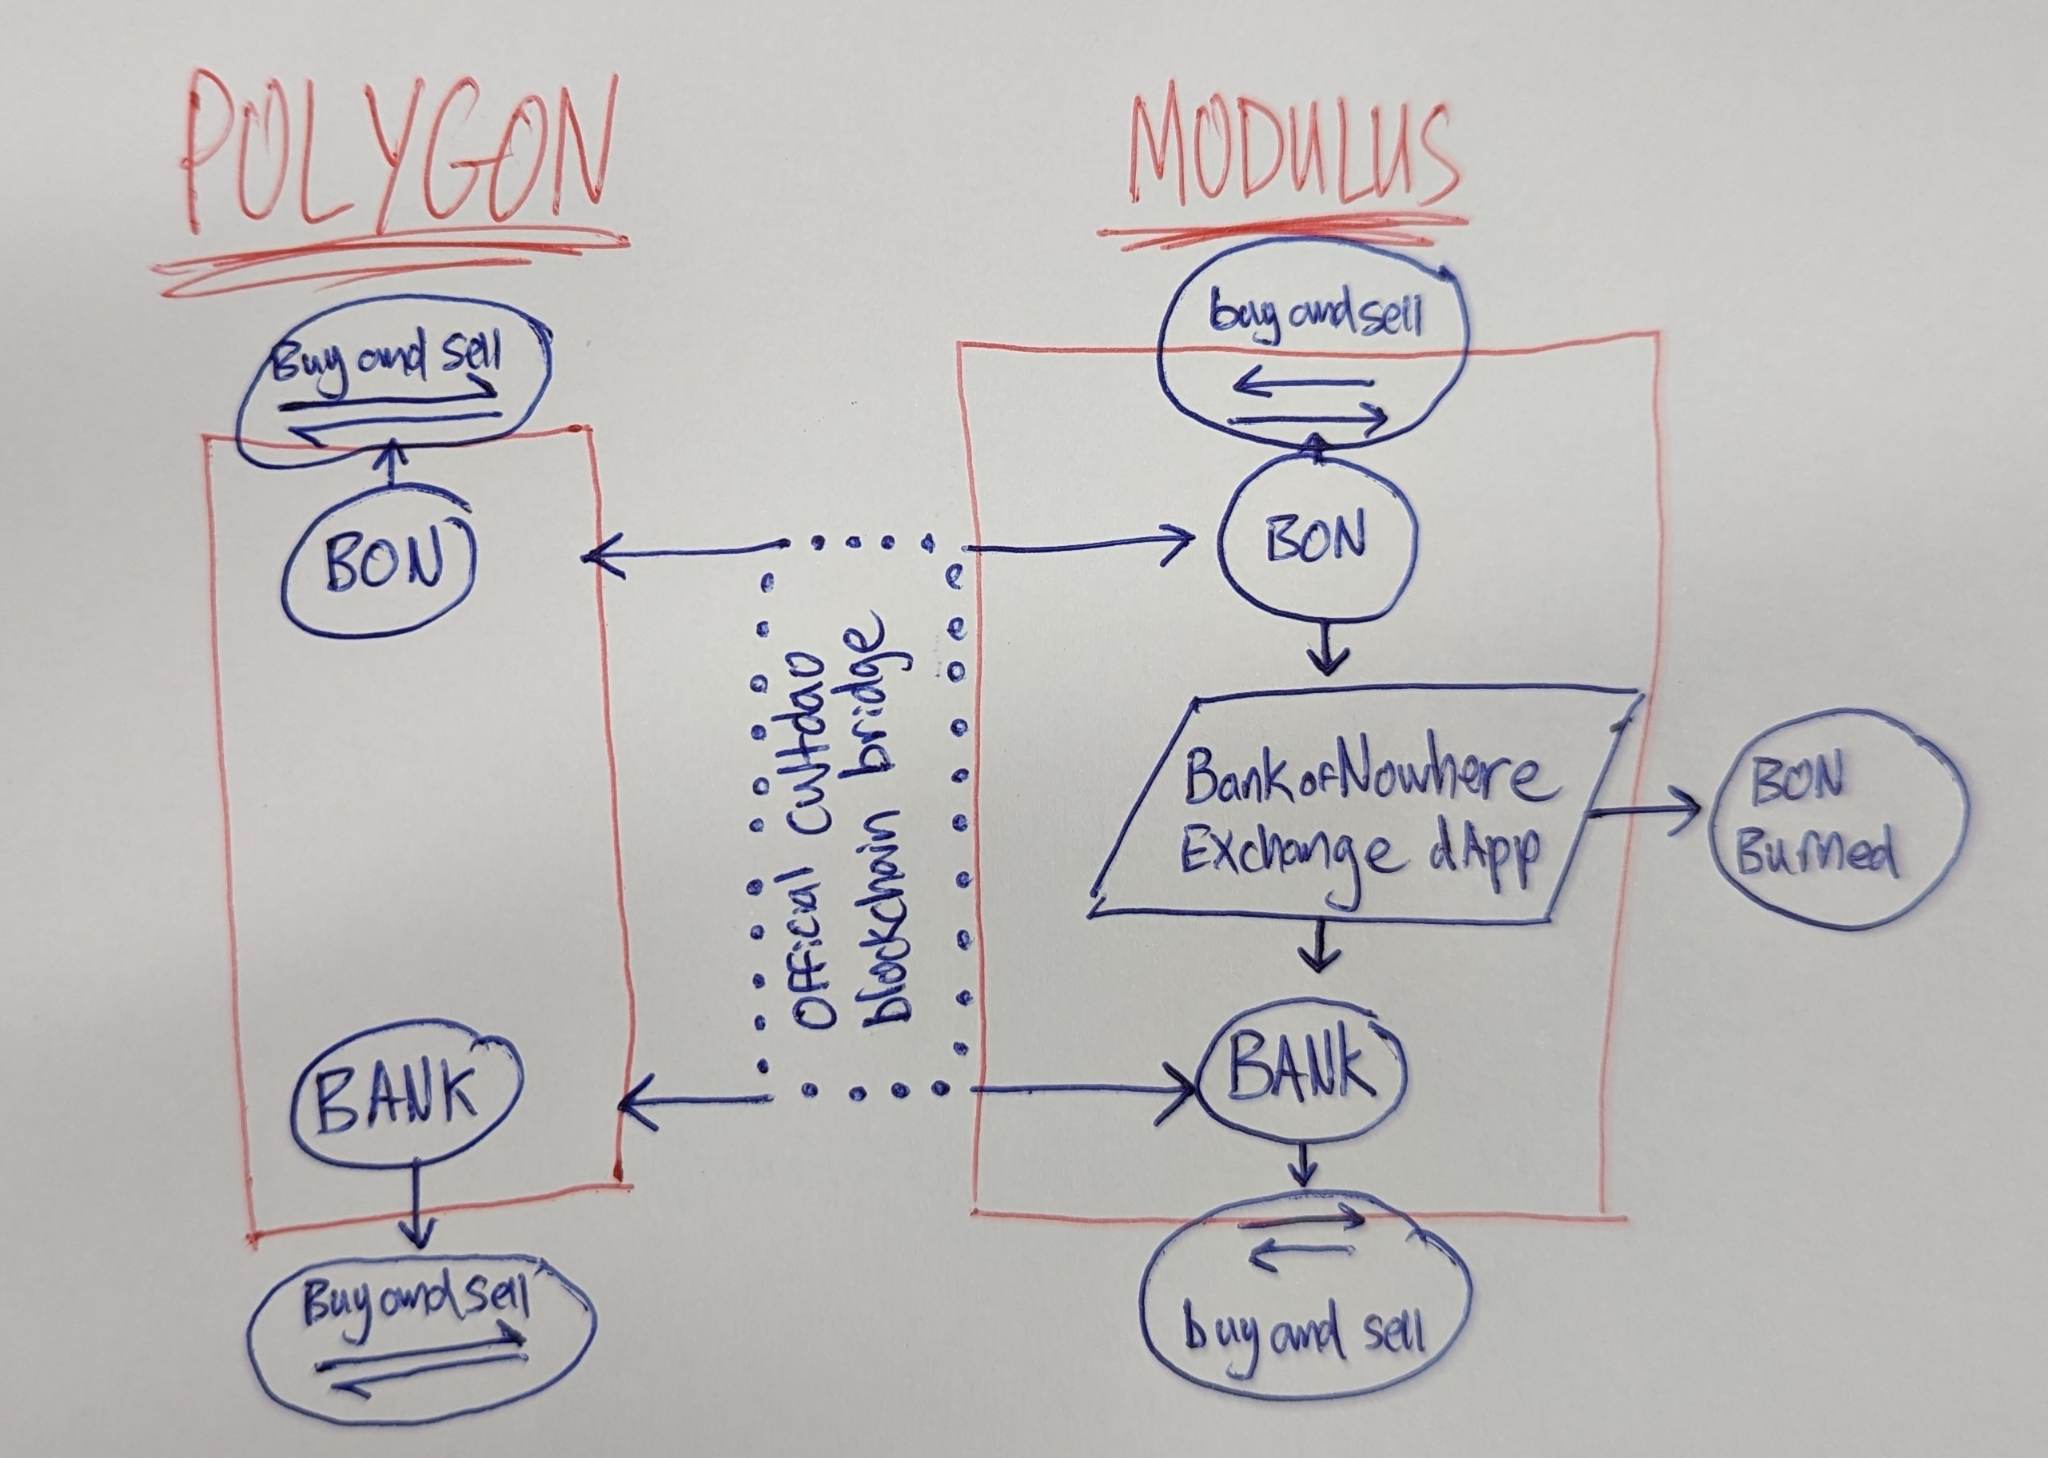 POLYGON
MODULUS
Buy and sell
buy and sell
BON
BON
offical cultdao
blockchain bridge
BankofNowhere
Exchange dApp
BON
Burned
BANK
BANK
Buy and sell
buy and sell